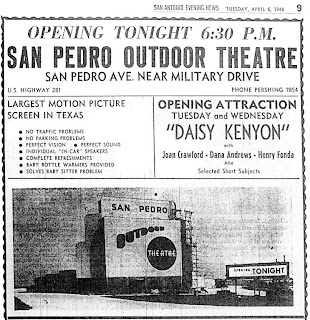 SAN ANTONIO EVENING NEWS TUESDAY, APRIL 6, 1948 9
OPENING TONIGHT 6:30 P.M.
SAN PEDRO OUTDOOR THEATRE
SAN PEDRO AVE. NEAR MILITARY DRIVE
U.S. HIGHWAY 281 PHONE PERSHING 7854
LARGEST MOTION PICTURE
SCREEN IN TEXAS
• NO TRAFFIC PROBLEMS
• NO PARKING PROBLEMS
• PERFECT VISION • PERFECT SOUND
• INDIVIDUAL "IN-CAR" SPEAKERS
• COMPLETE REFRESHMENTS
• BABY BOTTLE WARMERS PROVIDED
• SOLVES BABY SITTER PROBLEM
OPENING ATTRACTION
TUESDAY and WEDNESDAY
"DAISY KENYON"
with
Joan Crawford - Dana Andrews - Henry Fonda
Also
Selected Short Subjects
SAN PEDRO
OUTDOOR
THEATRE
OPENING
TONIGHT